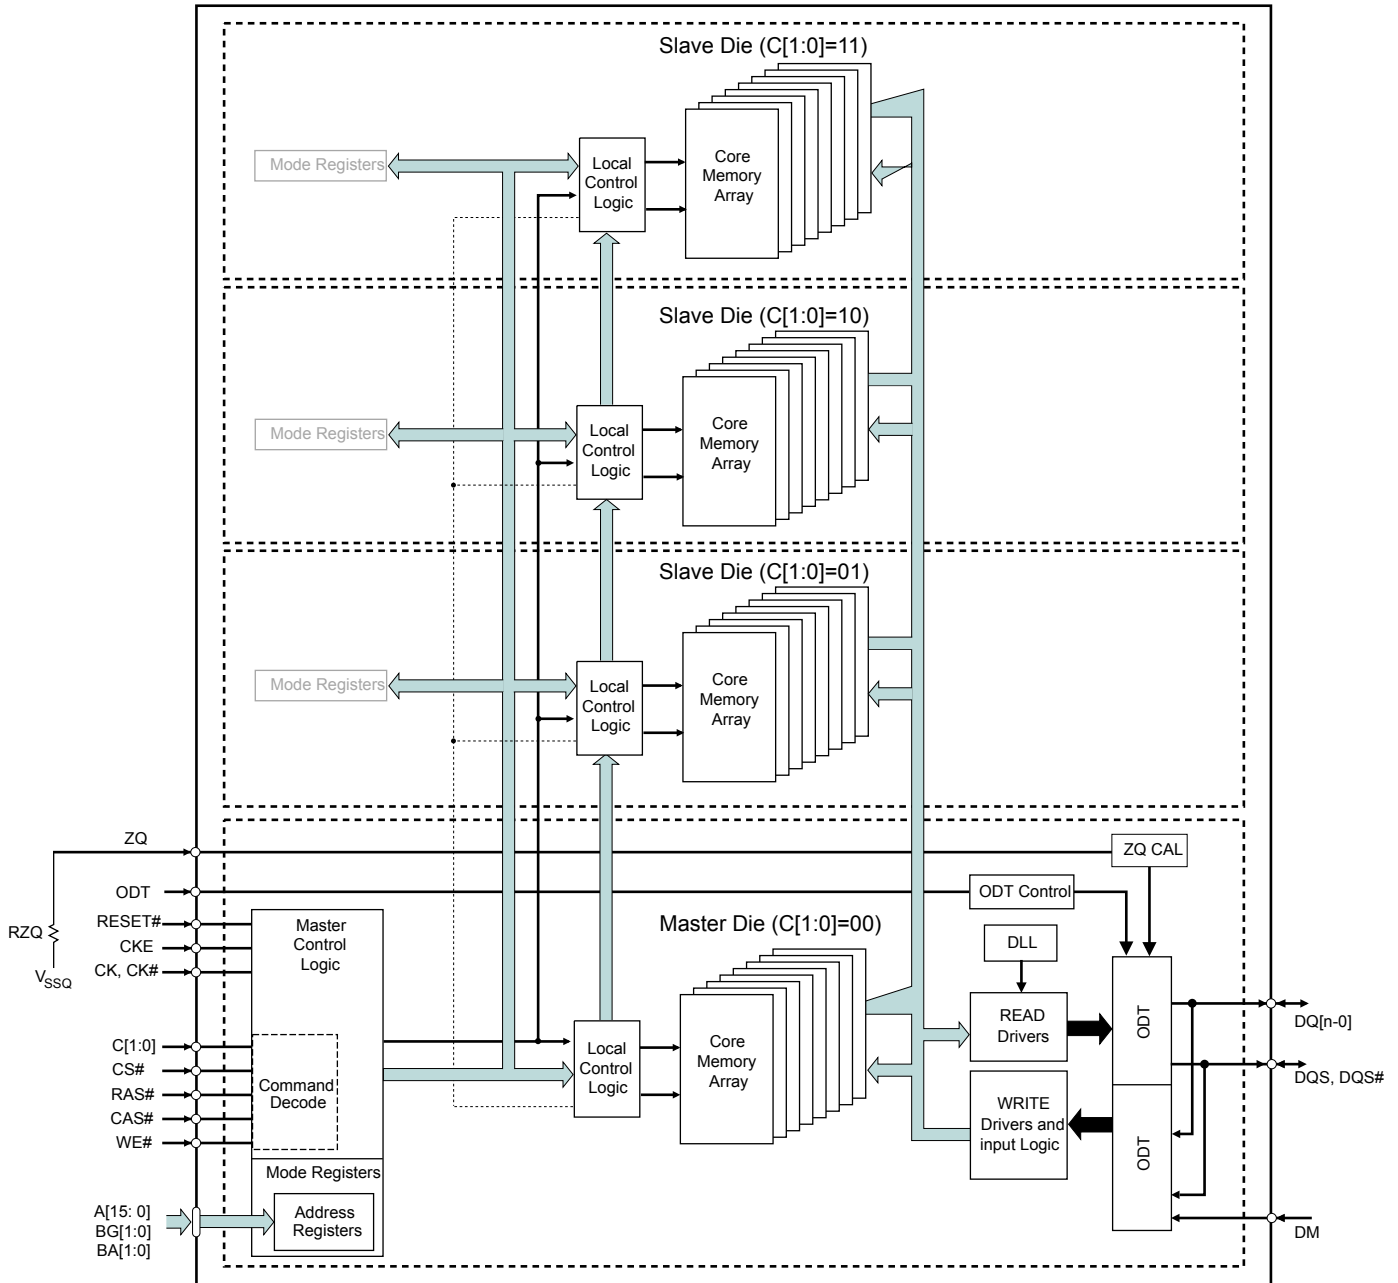 Slave Die (C[1:0]=11)
Mode Registers
Local
Control
Logic
Core
Memory
Array
Slave Die (C[1:0]=10)
Mode Registers
Local
Control
Logic
Core
Memory
Array
Slave Die (C[1:0]=01)
Mode Registers
Local
Control
Logic
Core
Memory
Array
ZQ
ZQ CAL
ODT
ODT Control
RZQ
VSSQ
RESET#
CKE
CK, CK#
Master
Control
Logic
Master Die (C[1:0]=00)
DLL
C[1:0]
CS#
RAS#
CAS#
WE#
Command
Decode
Local
Control
Logic
Core
Memory
Array
READ
Drivers
ODT
DQ[n-0]
DQS, DQS#
WRITE
Drivers and
input Logic
ODT
Mode Registers
A[15: 0]
BG[1:0]
BA[1:0]
Address
Registers
DM